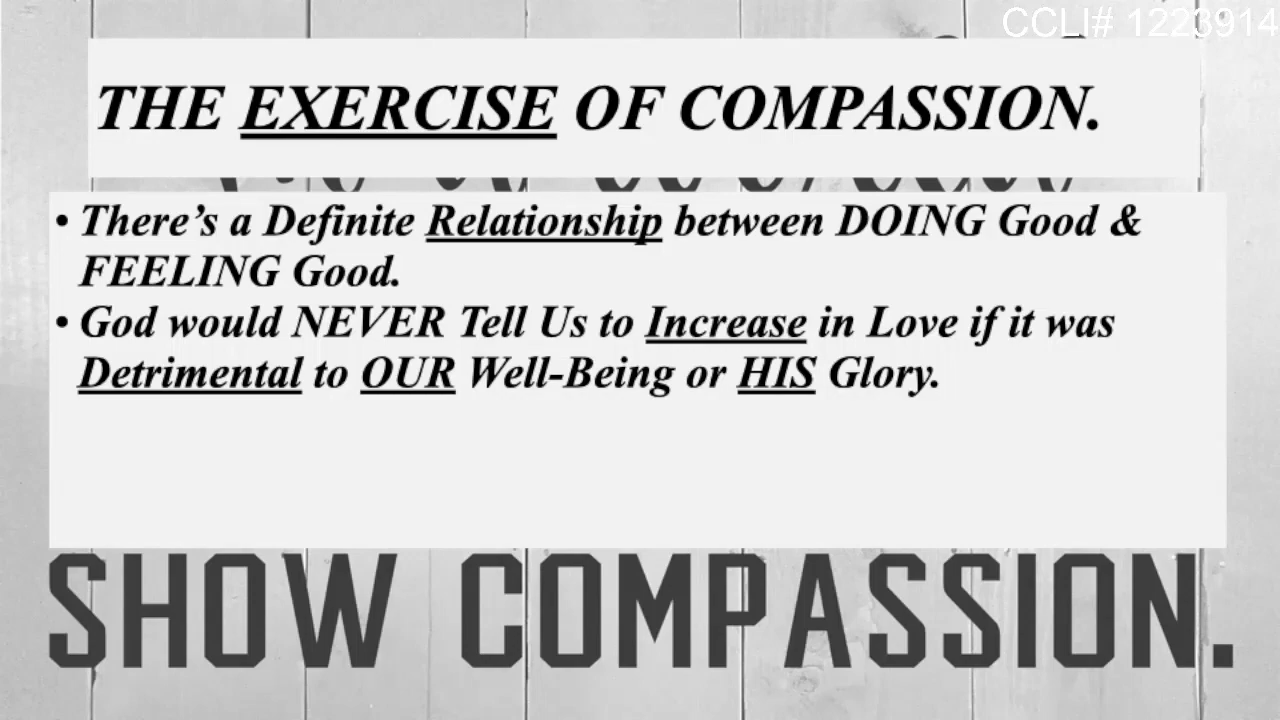 CCLI# 1223914
THE EXERCISE OF COMPASSION.
• There’s a Definite Relationship between DOING Good &
FEELING Good.
• God would NEVER Tell Us to Increase in Love if it was
Detrimental to OUR Well-Being or HIS Glory.
SHOW COMPASSION.